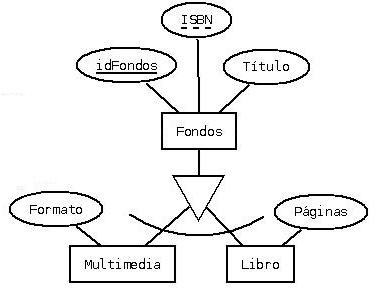 ISBN
idFondos
Título
Fondos
Formato
Páginas
Multimedia
Libro